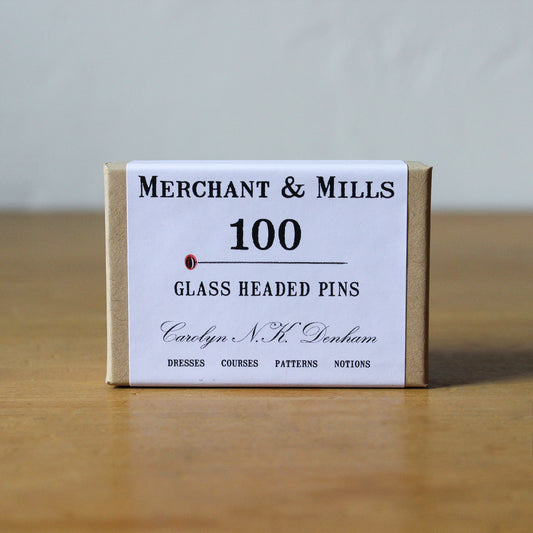 MERCHANT & MILLS
100
GLASS HEADED PINS
Carolyn N.K. Denham
DRESSES COURSES PATTERNS NOTIONS